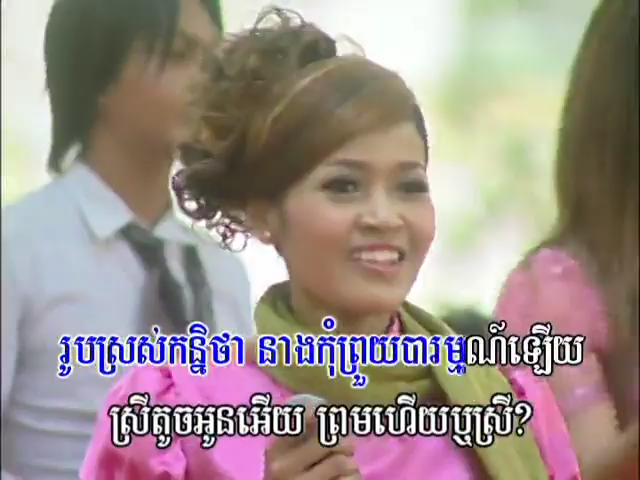 រូបស្រស់កន្និថា នាងកុំព្រួយបារម្មណ៍ឡើយ
ស្រីតូចអូនអើយ ព្រមហើយឬស្រី?